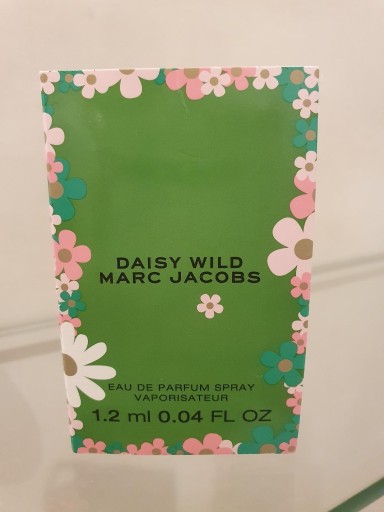 DAISY WILD
MARC JACOBS
EAU DE PARFUM SPRAY
VAPORISATEUR
1.2 ml 0.04 FL OZ